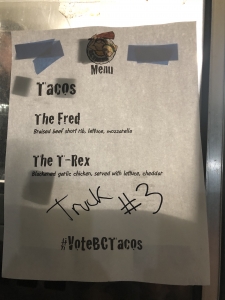 Menu
Tacos
The Fred
Braised beef short rib, lettuce, mozzarella
The T-Rex
Blackened garlic chicken, served with lettuce, cheddar
Truck #3
#VoteBCTacos